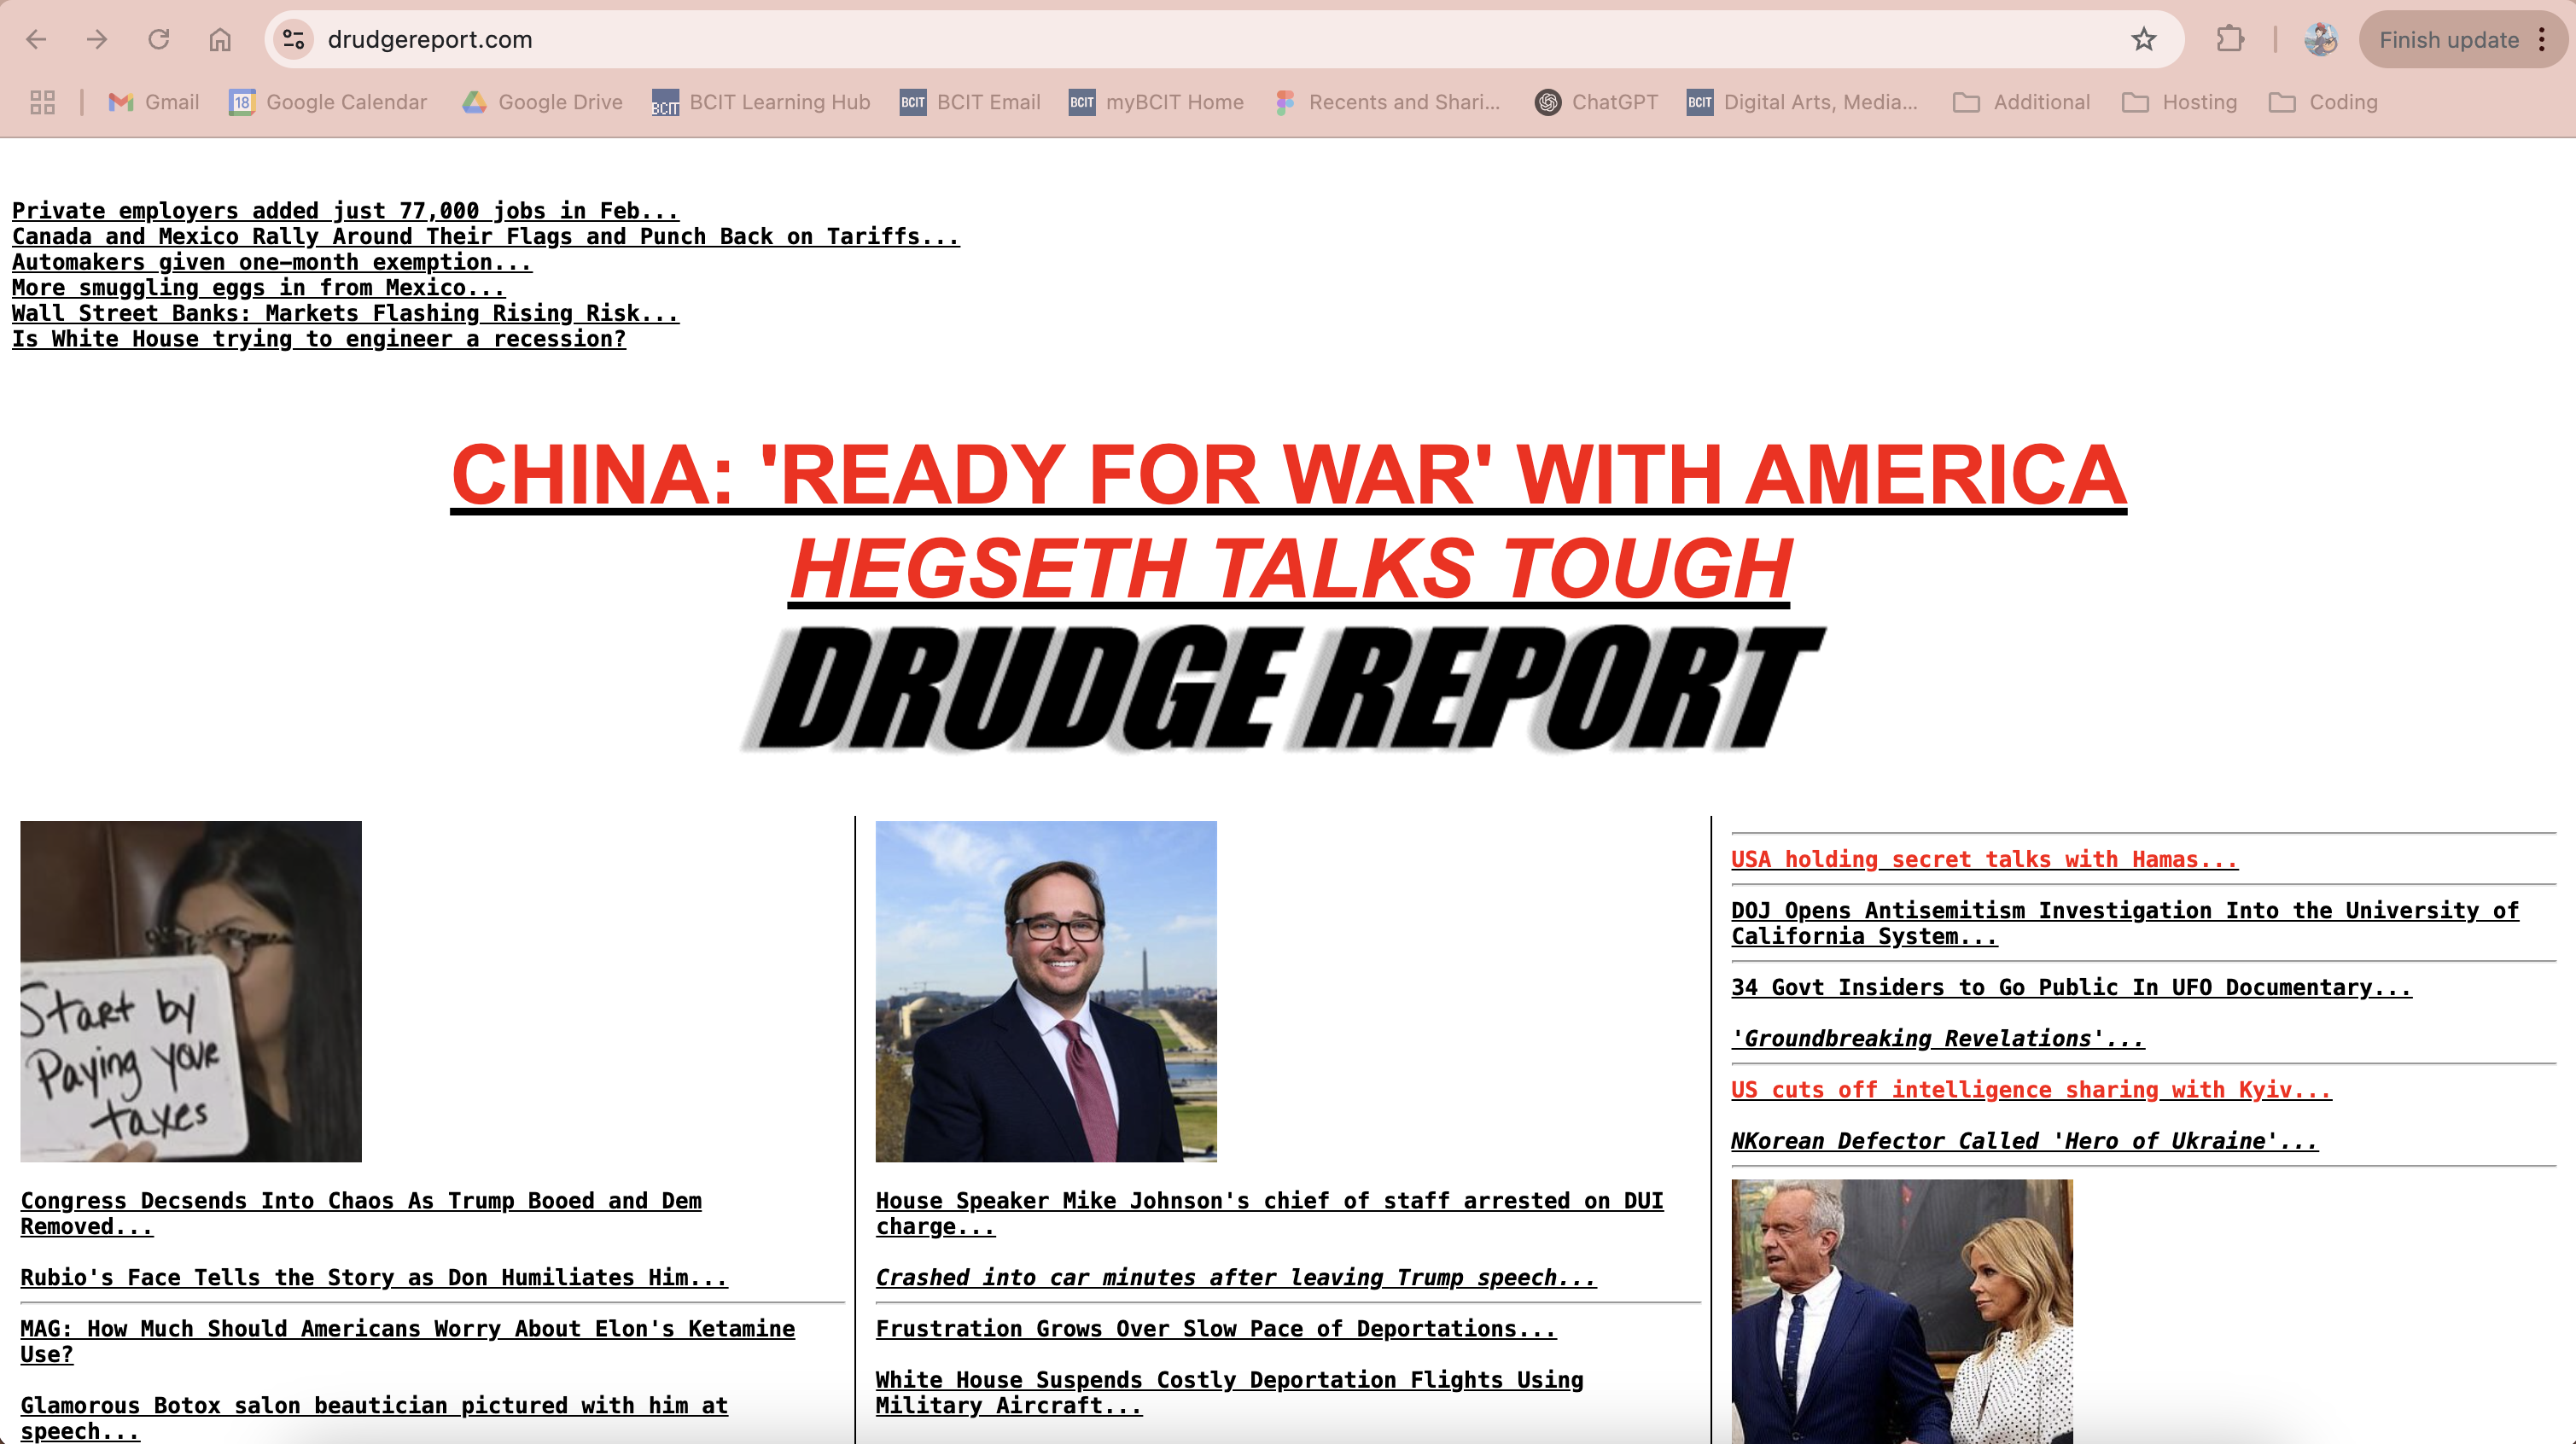 drudgereport.com
Finish update
Gmail
18
Google Calendar
Google Drive
BCIT
BCIT Learning Hub
BCIT
BCIT Email
BCIT
myBCIT Home
Recents and Shari...
ChatGPT
BCIT
Digital Arts, Media...
Additional
Hosting
Coding
Private employers added just 77,000 jobs in Feb...
Canada and Mexico Rally Around Their Flags and Punch Back on Tariffs...
Automakers given one-month exemption...
More smuggling eggs in from Mexico...
Wall Street Banks: Markets Flashing Rising Risk...
Is White House trying to engineer a recession?
CHINA: 'READY FOR WAR' WITH AMERICA
HEGSETH TALKS TOUGH
DRUDGE REPORT
Start by
Paying your
taxes
Congress Decsends Into Chaos As Trump Booed and Dem
Removed...
Rubio's Face Tells the Story as Don Humiliates Him...
MAG: How Much Should Americans Worry About Elon's Ketamine
Use?
Glamorous Botox salon beautician pictured with him at
speech...
House Speaker Mike Johnson's chief of staff arrested on DUI
charge...
Crashed into car minutes after leaving Trump speech...
Frustration Grows Over Slow Pace of Deportations...
White House Suspends Costly Deportation Flights Using
Military Aircraft...
USA holding secret talks with Hamas...
DOJ Opens Antisemitism Investigation Into the University of
California System...
34 Govt Insiders to Go Public In UFO Documentary...
'Groundbreaking Revelations'...
US cuts off intelligence sharing with Kyiv...
NKorean Defector Called 'Hero of Ukraine'...